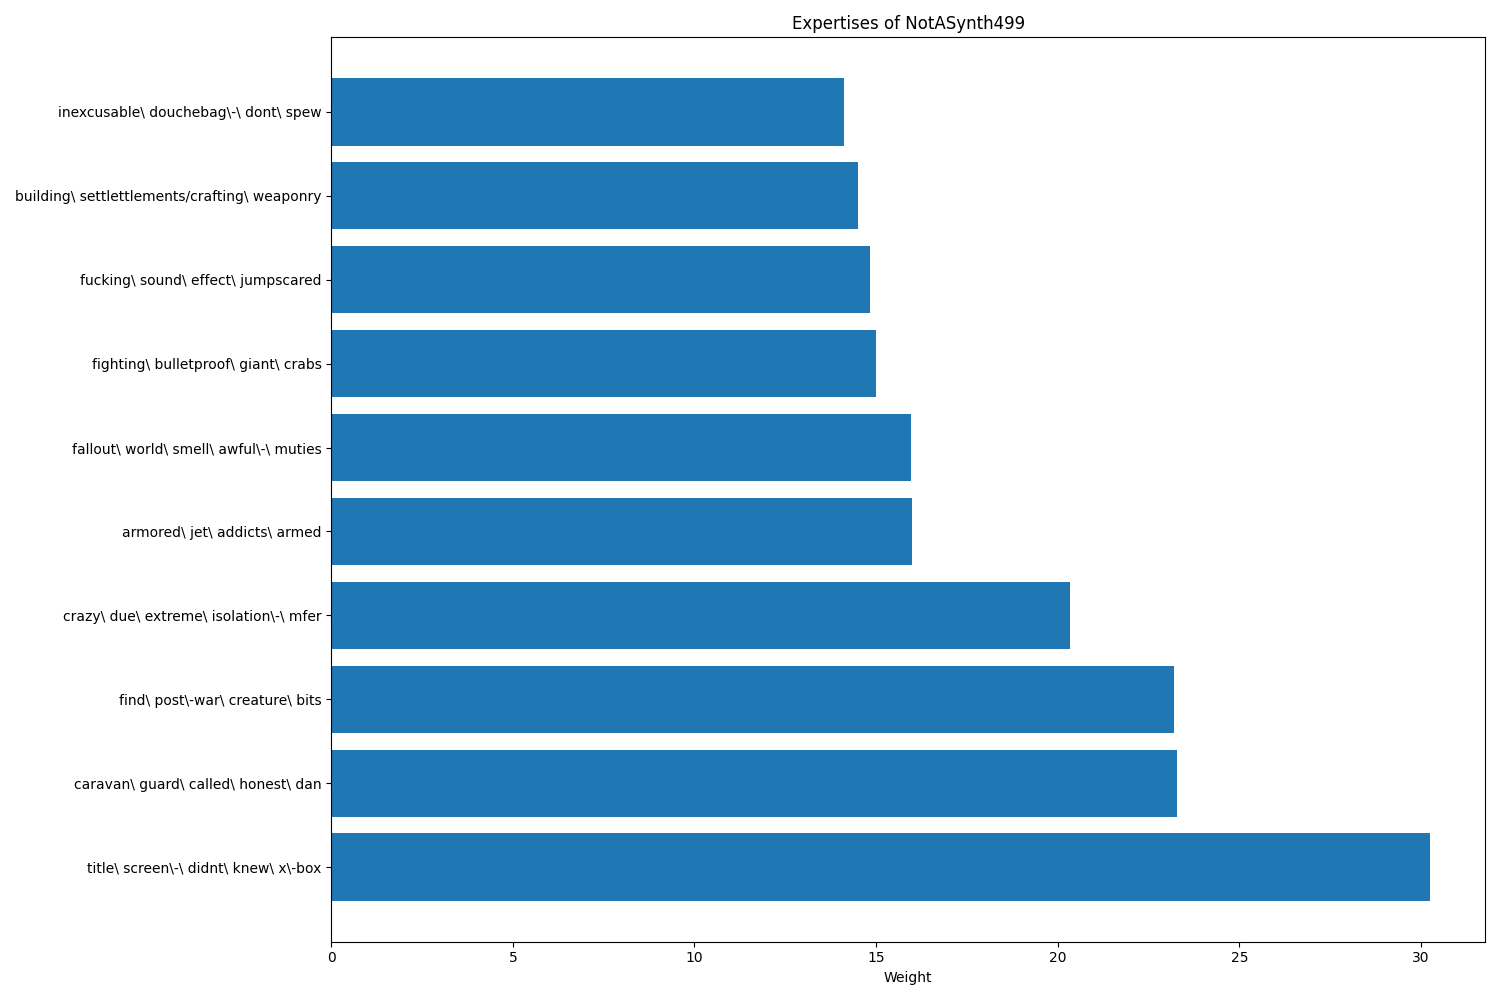 Expertises of NotASynth499
inexcusable\ douchebag\-\ dont\ spew
building\ settlettlements/crafting\ weaponry
fucking\ sound\ effect\ jumpscared
fighting\ bulletproof\ giant\ crabs
fallout\ world\ smell\ awful\-\ muties
armored\ jet\ addicts\ armed
crazy\ due\ extreme\ isolation\-\ mfer
find\ post\-war\ creature\ bits
caravan\ guard\ called\ honest\ dan
title\ screen\-\ didnt\ knew\ x\-box
0 5 10 15 20 25 30
Weight